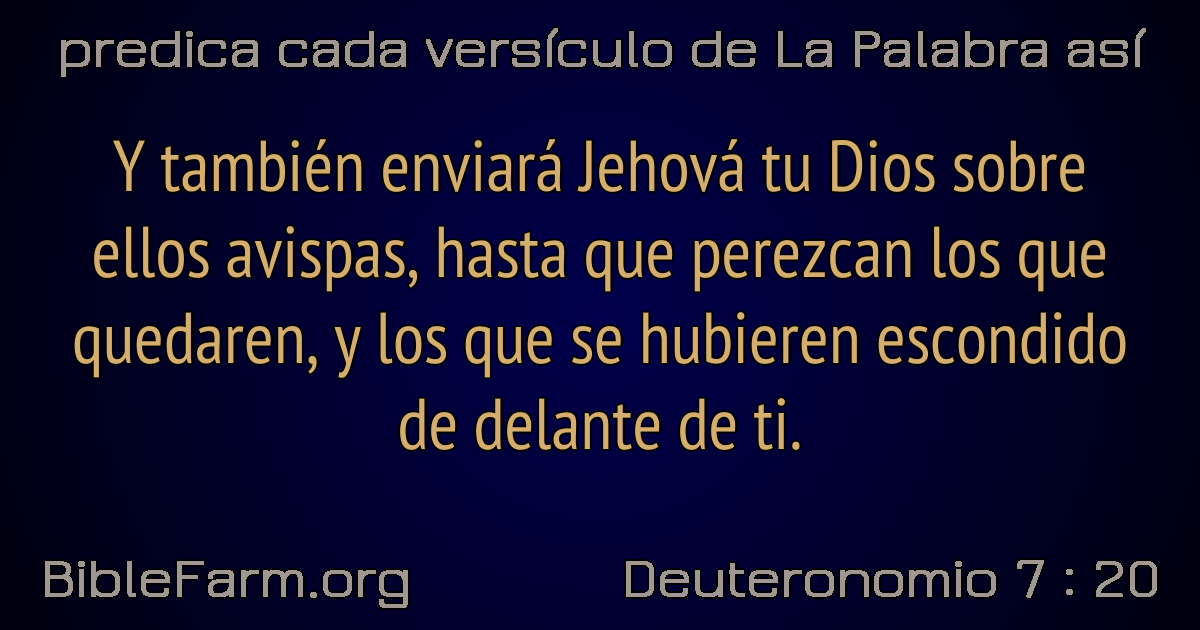 predica cada versículo de La Palabra así
Y también enviará Jehová tu Dios sobre
ellos avispas, hasta que perezcan los que
quedaren, y los que se hubieren escondido
de delante de ti.
BibleFarm.org
Deuteronomio 7 : 20